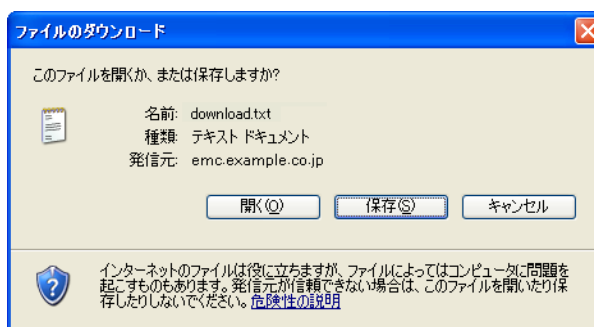 ファイルのダウンロード
このファイルを開くか、または保存しますか?
名前: download.txt
種類: テキスト ドキュメント
発信元: emc.example.co.jp
開く(O) 保存(S) キャンセル
インターネットのファイルは役に立ちますが、ファイルによってはコンピュータに問題を
起こすものもあります。発信元が信頼できない場合は、このファイルを開いたり保
存したりしないでください。危険性の説明